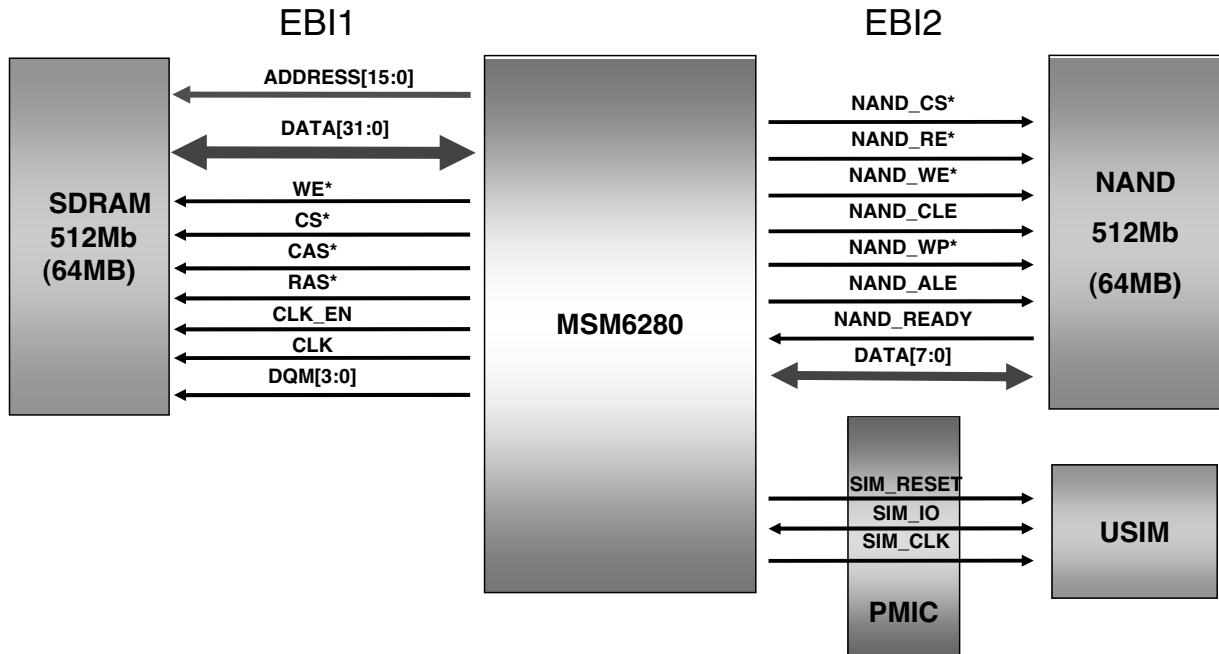 EBI1
EBI2
ADDRESS[15:0]
DATA[31:0]
WE*
CS*
CAS*
RAS*
CLK_EN
CLK
DQM[3:0]
SDRAM
512Mb
(64MB)
MSM6280
NAND_CS*
NAND_RE*
NAND_WE*
NAND_CLE
NAND_WP*
NAND_ALE
NAND_READY
DATA[7:0]
NAND
512Mb
(64MB)
SIM_RESET
SIM_IO
SIM_CLK
PMIC
USIM